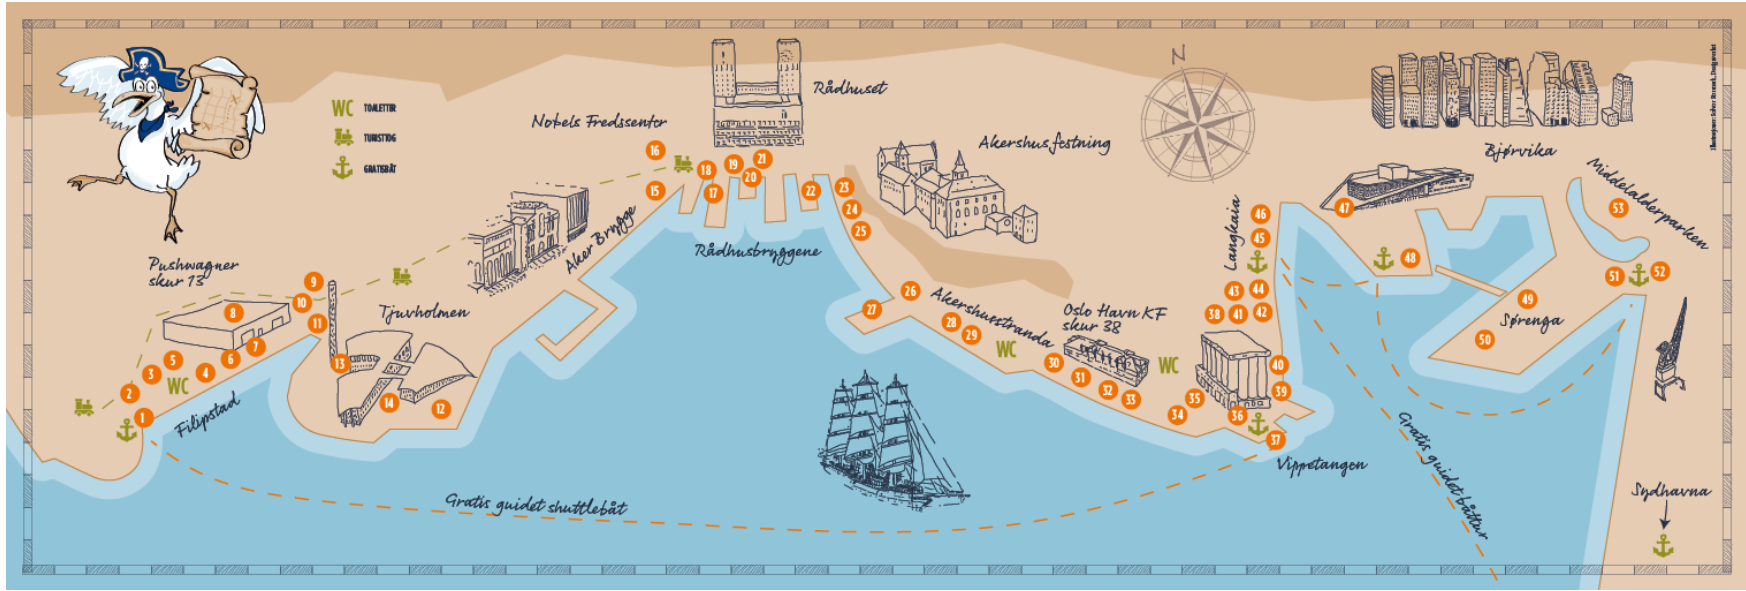 WC TOALETTER
TURISTTOG
GRATISBÅT
Nobels Fredssenter
Rådhuset
Akershus festning
N
Bjørvika
Middelalderparken
Pushwagner
skur 13
Tjuvholmen
Aker Brygge
Rådhusbryggene
Langkaia
Akershusstranda
Oslo Havn KF
skur 38
Sørenga
Filipstad
Vippetangen
Gratis guidet shuttlebåt
Gratis guidet båttur
Sydhavna
WC
WC
WC
1
2
3
4
5
6
7
8
9
10
11
12
13
14
15
16
17
18
19
20
21
22
23
24
25
26
27
28
29
30
31
32
33
34
35
36
37
38
39
40
41
42
43
44
45
46
47
48
49
50
51
52
53